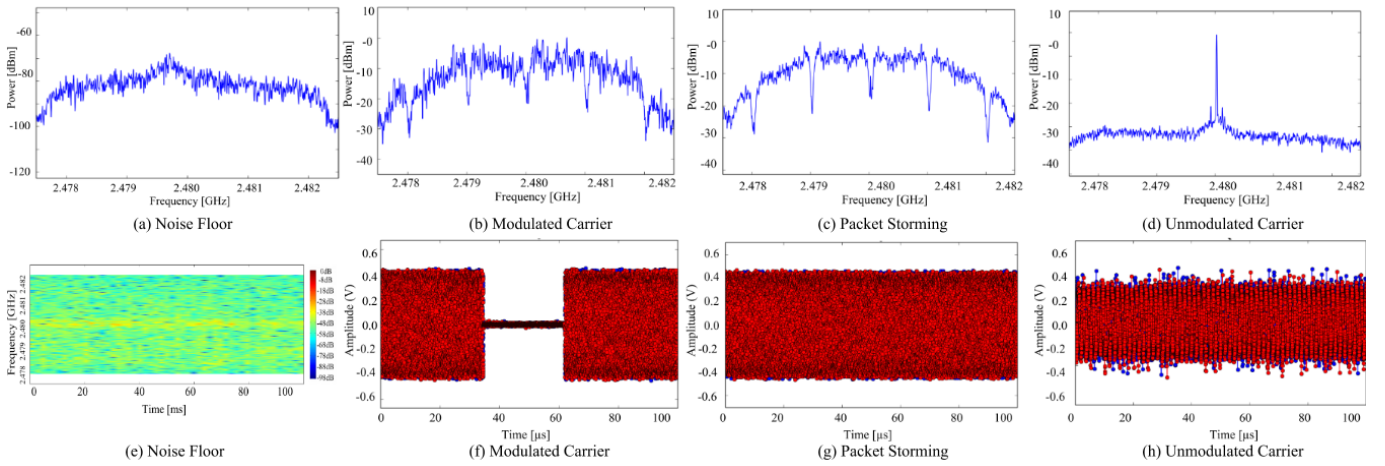 -60
-80
-100
-120
Power [dBm]
2.478
2.479
2.480
2.481
2.482
Frequency [GHz]
(a) Noise Floor
10
-0
-10
-20
-30
-40
Power [dBm]
2.478
2.479
2.480
2.481
2.482
Frequency [GHz]
(b) Modulated Carrier
10
-0
-10
-20
-30
-40
Power [dBm]
2.478
2.479
2.480
2.481
2.482
Frequency [GHz]
(c) Packet Storming
10
-0
-10
-20
-30
-40
Power [dBm]
2.478
2.479
2.480
2.481
2.482
Frequency [GHz]
(d) Unmodulated Carrier
Frequency [GHz]
2.482
2.481
2.480
2.479
2.478
0 20 40 60 80 100
Time [ms]
0dB
(e) Noise Floor
0.6
0.4
0.2
0.0
-0.2
-0.4
-0.6
Amplitude (V)
0 20 40 60 80 100
Time [µs]
(f) Modulated Carrier
0.6
0.4
0.2
0.0
-0.2
-0.4
-0.6
Amplitude (V)
0 20 40 60 80 100
Time [µs]
(g) Packet Storming
0.6
0.4
0.2
0.0
-0.2
-0.4
-0.6
Amplitude (V)
0 20 40 60 80 100
Time [µs]
(h) Unmodulated Carrier